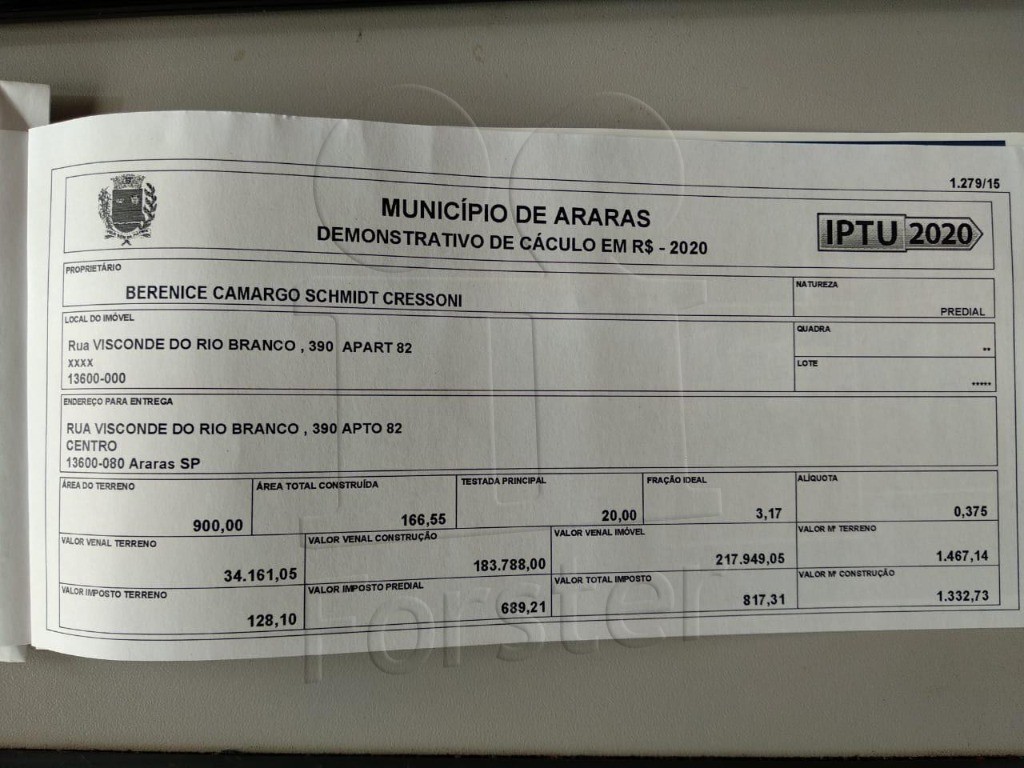 1.279/15
MUNICÍPIO DE ARARAS
DEMONSTRATIVO DE CÁCULO EM R$ - 2020
IPTU 2020
PROPRIETÁRIO
BERENICE CAMARGO SCHMIDT CRESSONI
NATUREZA
PREDIAL
LOCAL DO IMÓVEL
Rua VISCONDE DO RIO BRANCO , 390 APART 82
XXXX
13600-000
QUADRA
**
LOTE
*****
ENDEREÇO PARA ENTREGA
RUA VISCONDE DO RIO BRANCO , 390 APTO 82
CENTRO
13600-080 Araras SP
ÁREA DO TERRENO
900,00
ÁREA TOTAL CONSTRUÍDA
166,55
TESTADA PRINCIPAL
20,00
FRAÇÃO IDEAL
3,17
ALÍQUOTA
0,375
VALOR VENAL TERRENO
34.161,05
VALOR VENAL CONSTRUÇÃO
183.788,00
VALOR VENAL IMÓVEL
217.949,05
VALOR M² TERRENO
1.467,14
VALOR IMPOSTO TERRENO
128,10
VALOR IMPOSTO PREDIAL
689,21
VALOR TOTAL IMPOSTO
817,31
VALOR M² CONSTRUÇÃO
1.332,73
Forster